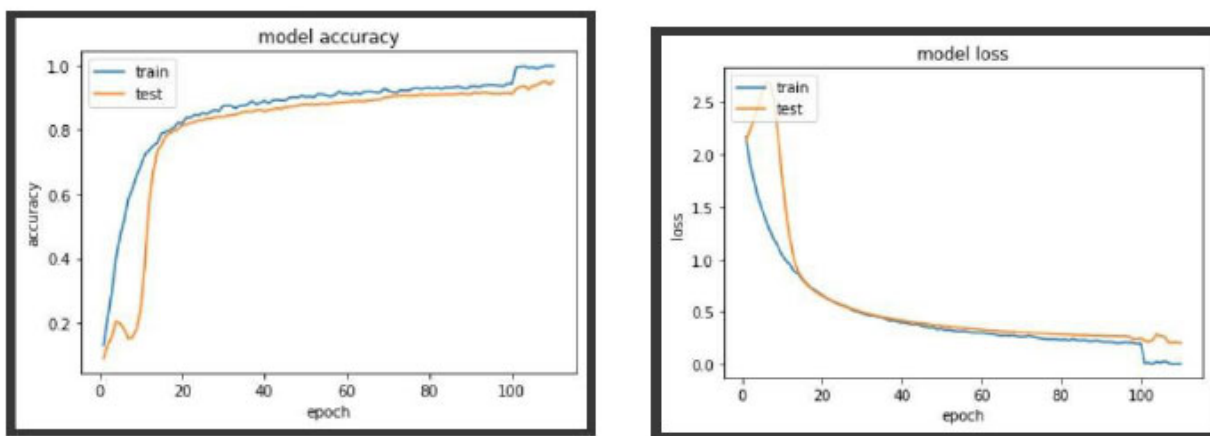 model accuracy
train
test
1.0
0.8
0.6
0.4
0.2
accuracy
0 20 40 60 80 100
epoch
model loss
train
test
2.5
2.0
1.5
1.0
0.5
0.0
loss
0 20 40 60 80 100
epoch